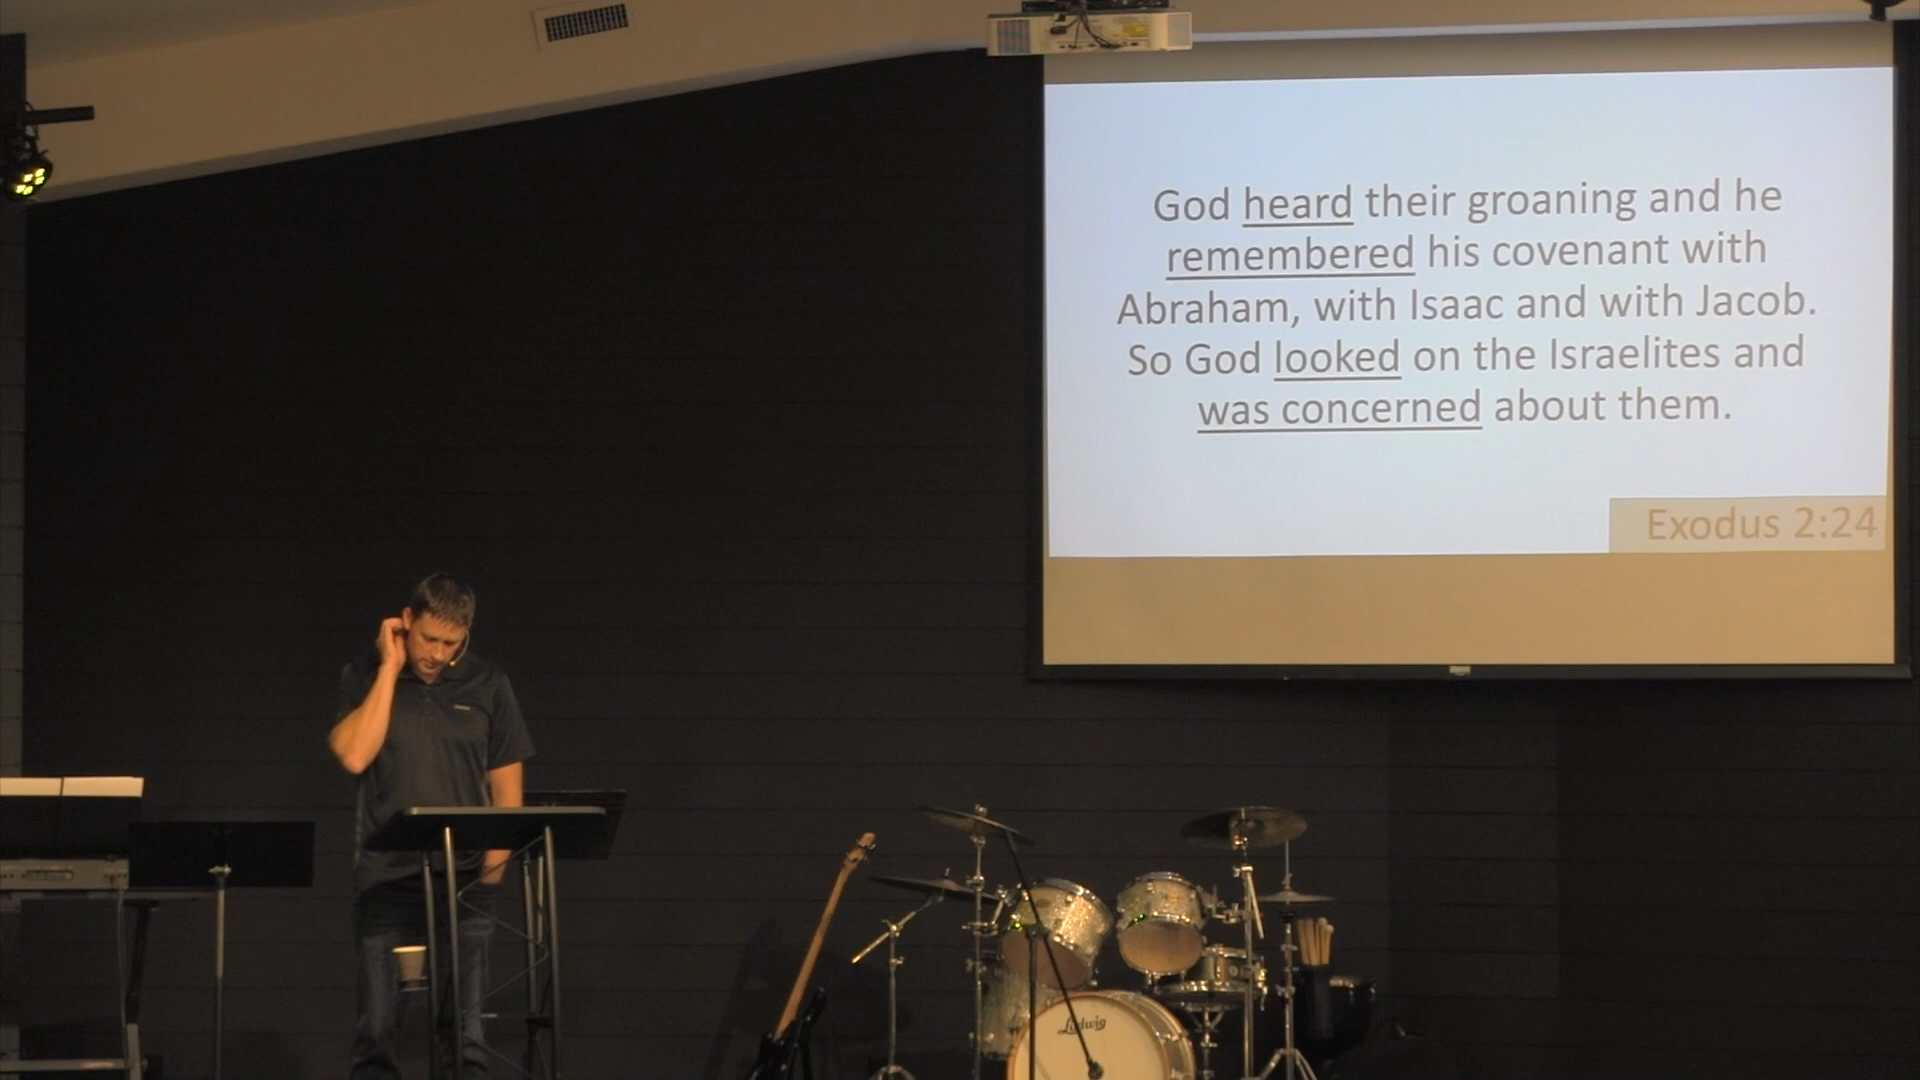 God heard their groaning and he
remembered his covenant with
Abraham, with Isaac and with Jacob.
So God looked on the Israelites and
was concerned about them.
Exodus 2:24
Ludwig